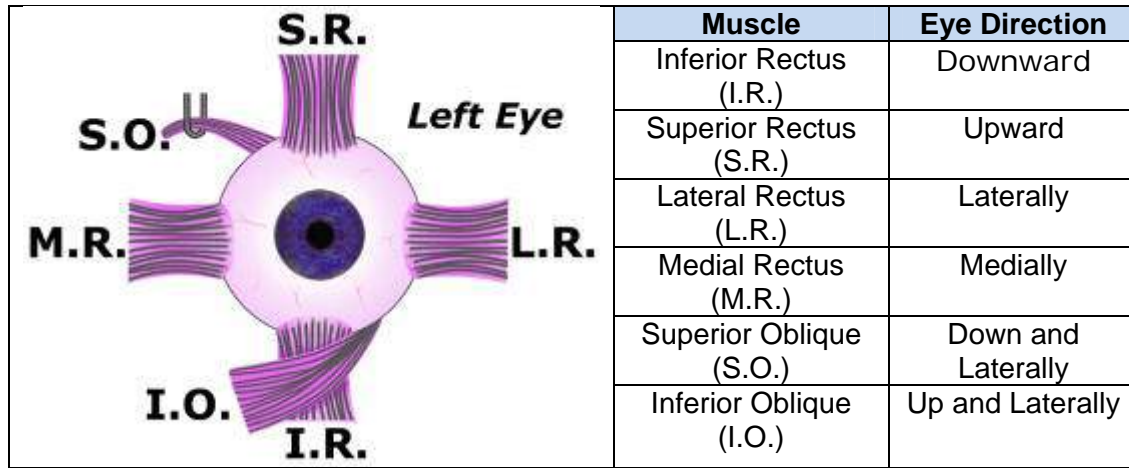 S.R.
Left Eye
S.O.
M.R.
L.R.
I.O.
I.R.
Muscle Eye Direction
Inferior Rectus Downward
(I.R.)
Superior Rectus Upward
(S.R.)
Lateral Rectus Laterally
(L.R.)
Medial Rectus Medially
(M.R.)
Superior Oblique Down and
(S.O.) Laterally
Inferior Oblique Up and Laterally
(I.O.)